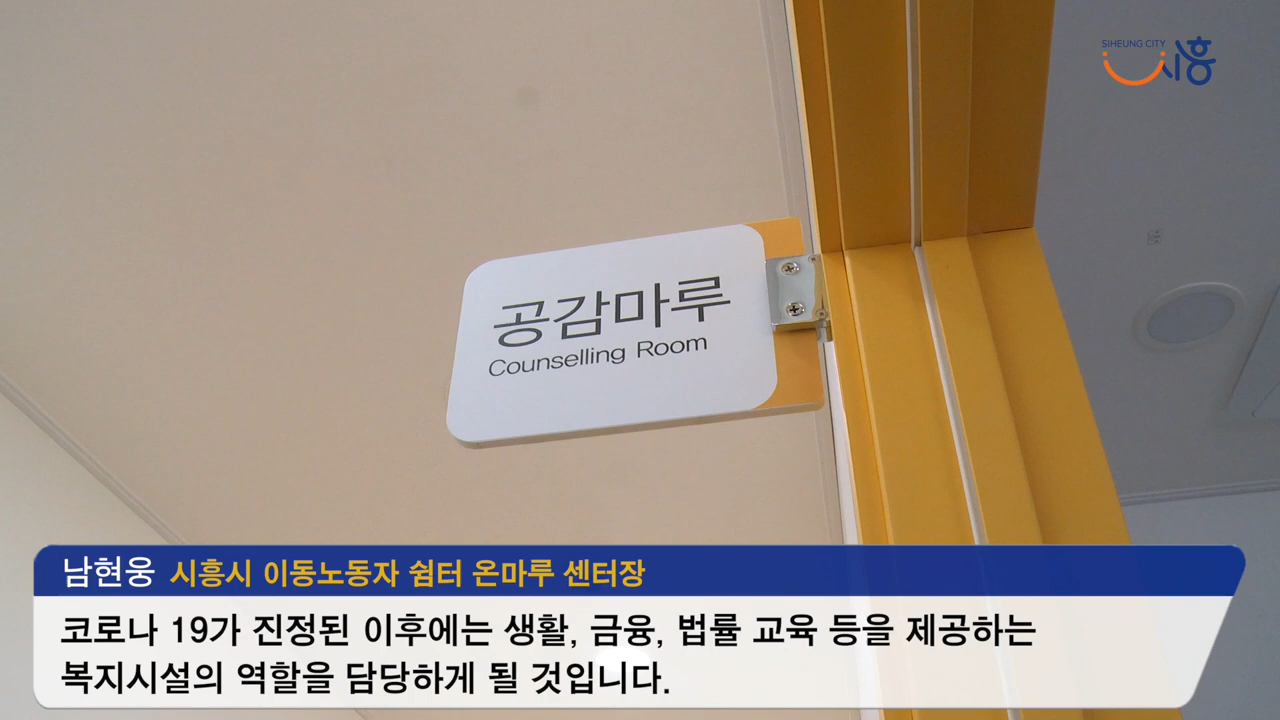 SIHEUNG CITY
시흥
공감마루
Counselling Room
남현웅 시흥시 이동노동자 쉼터 온마루 센터장
코로나 19가 진정된 이후에는 생활, 금융, 법률 교육 등을 제공하는
복지시설의 역할을 담당하게 될 것입니다.